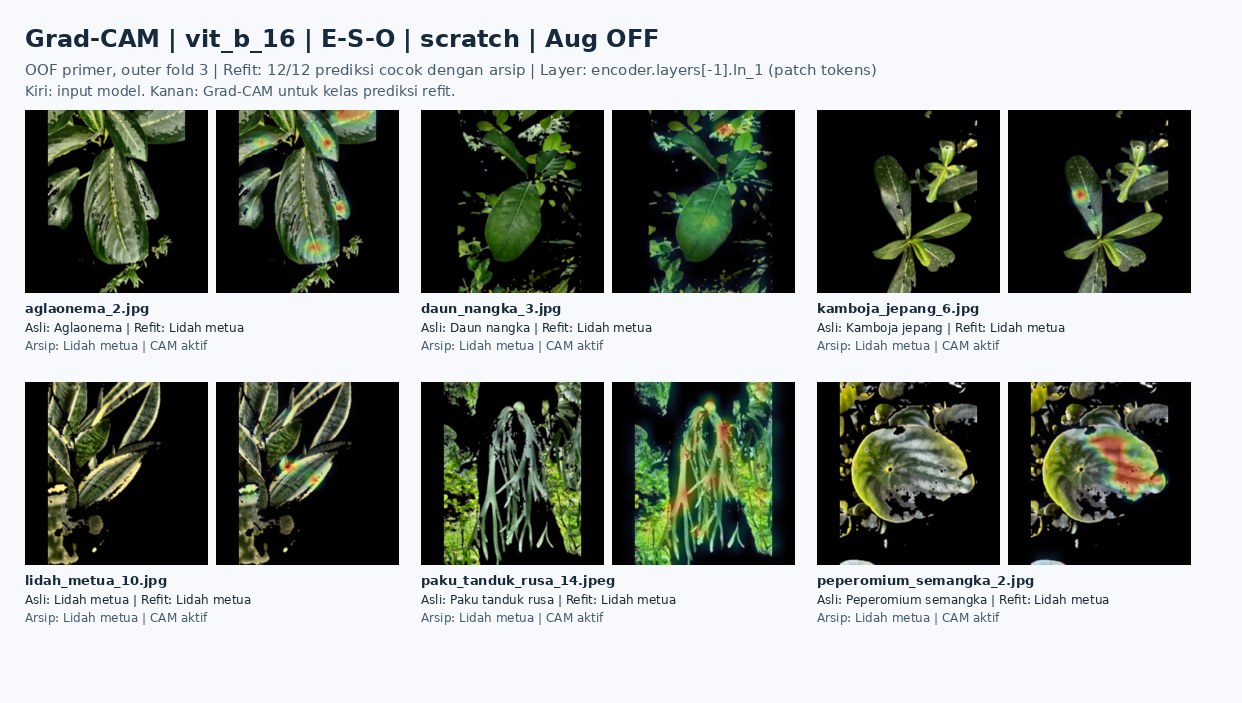 Grad-CAM | vit_b_16 | E-S-O | scratch | Aug OFF
OOF primer, outer fold 3 | Refit: 12/12 prediksi cocok dengan arsip | Layer: encoder.layers[-1].ln_1 (patch tokens)
Kiri: input model. Kanan: Grad-CAM untuk kelas prediksi refit.
aglaonema_2.jpg
Asli: Aglaonema | Refit: Lidah metua
Arsip: Lidah metua | CAM aktif
daun_nangka_3.jpg
Asli: Daun nangka | Refit: Lidah metua
Arsip: Lidah metua | CAM aktif
kamboja_jepang_6.jpg
Asli: Kamboja jepang | Refit: Lidah metua
Arsip: Lidah metua | CAM aktif
lidah_metua_10.jpg
Asli: Lidah metua | Refit: Lidah metua
Arsip: Lidah metua | CAM aktif
paku_tanduk_rusa_14.jpeg
Asli: Paku tanduk rusa | Refit: Lidah metua
Arsip: Lidah metua | CAM aktif
peperomium_semangka_2.jpg
Asli: Peperomium semangka | Refit: Lidah metua
Arsip: Lidah metua | CAM aktif